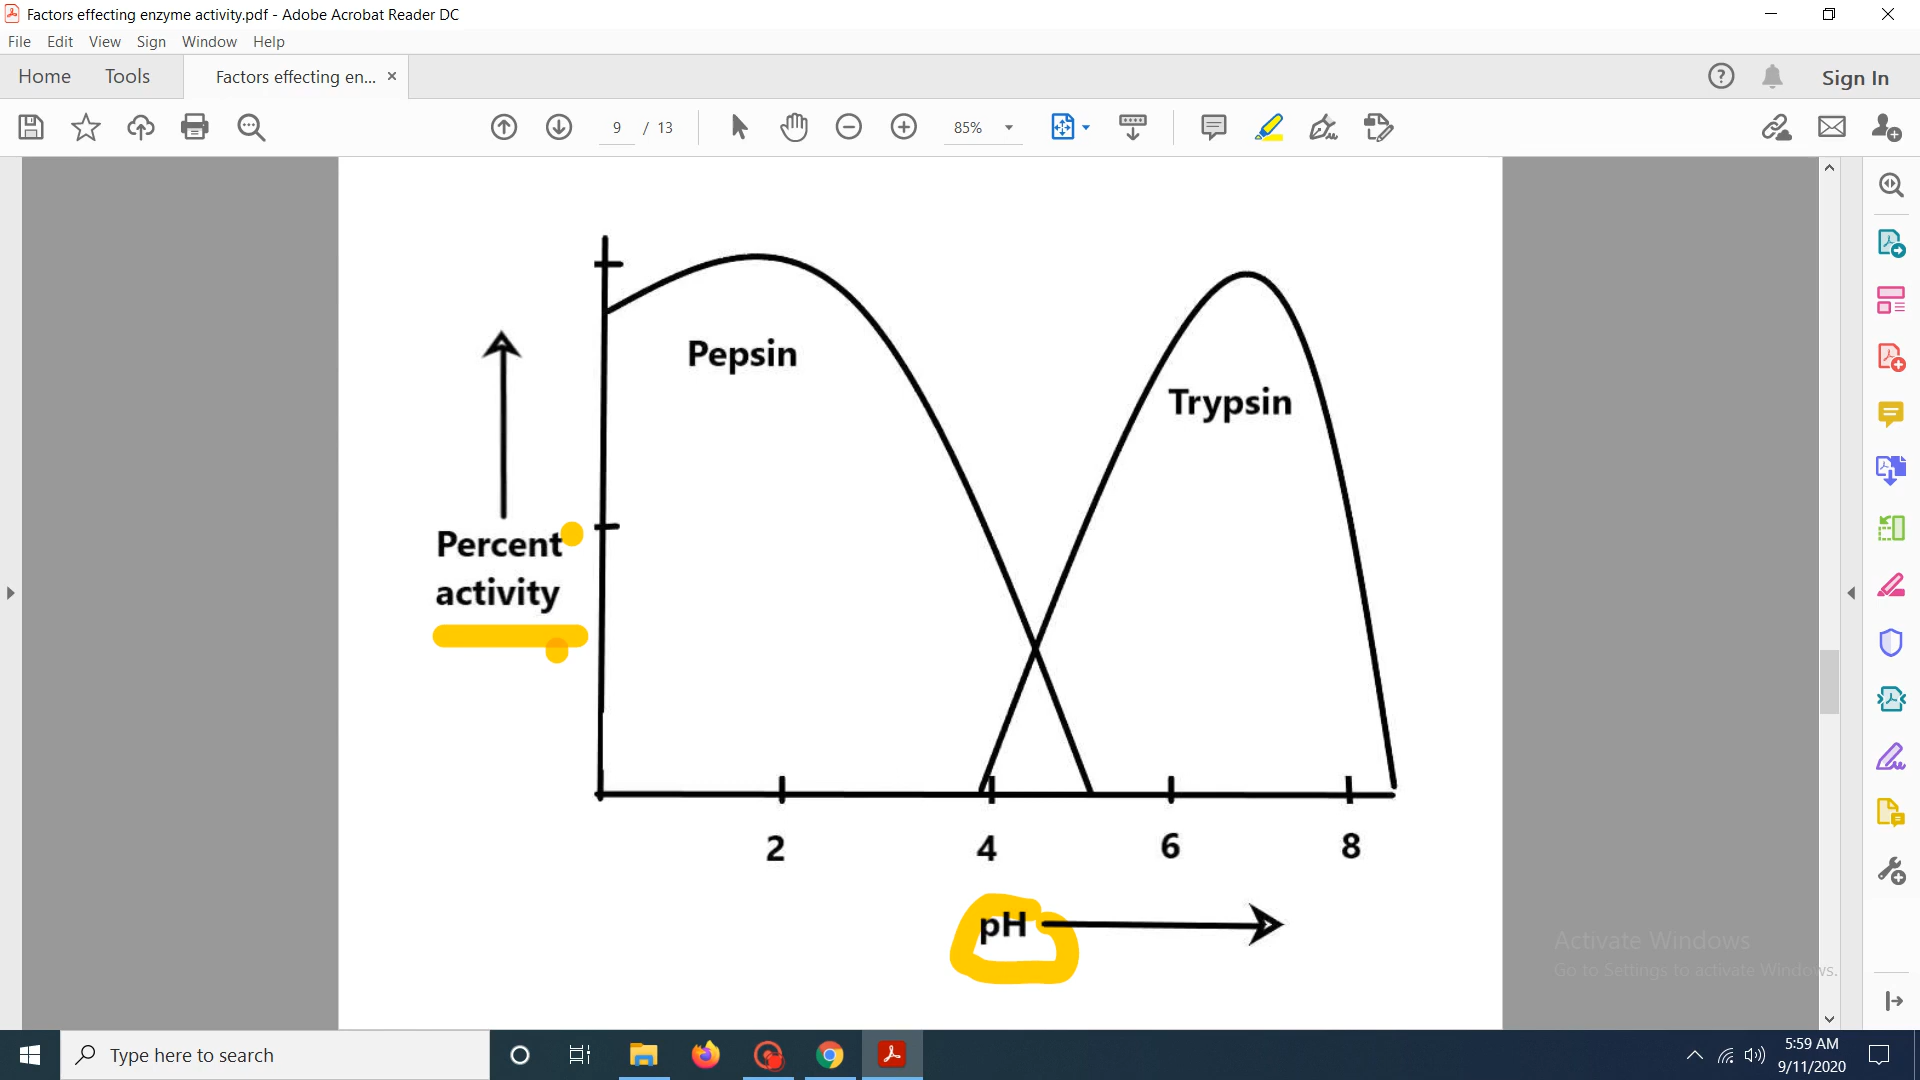 Factors effecting enzyme activity.pdf - Adobe Acrobat Reader DC
File Edit View Sign Window Help
Home Tools Factors effecting en... × Sign In
9 / 13 85%
Pepsin
Trypsin
Percent
activity
2 4 6 8
pH
Activate Windows
Go to Settings to activate Windows.
Type here to search
5:59 AM
9/11/2020